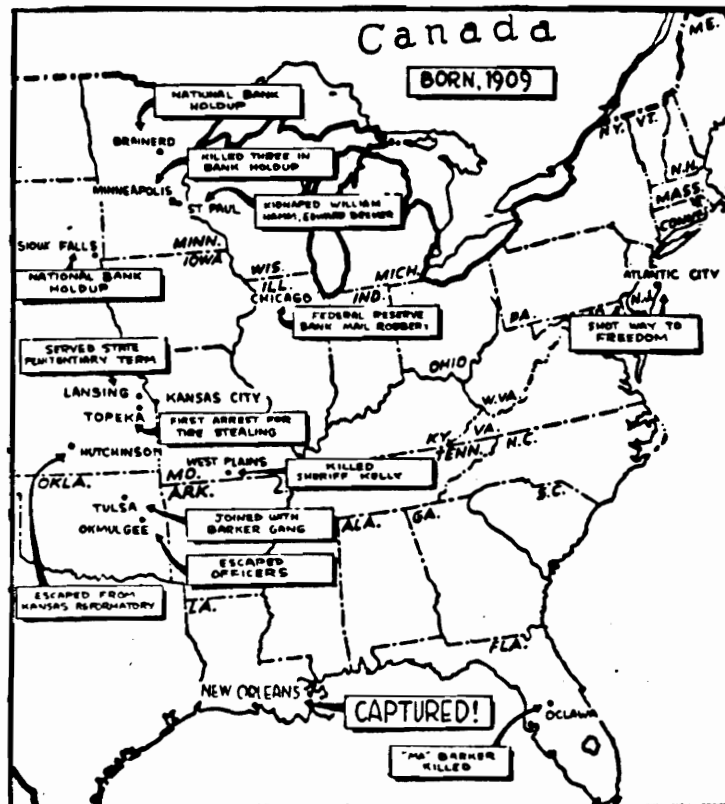 Canada
ME.
BORN, 1909
NATIONAL BANK
HOLDUP
BRAINERD
N.Y. VT.
KILLED THREE IN
BANK HOLDUP
N.H.
MINNEAPOLIS
ST PAUL
KIDNAPED WILLIAM
HAMM, EDWARD BREMER
MASS.
CONN.
SIOUX FALLS
MINN.
IOWA
NATIONAL BANK
HOLDUP
WIS.
ILL.
CHICAGO
MICH.
IND.
ATLANTIC CITY
N.J.
PA.
FEDERAL RESERVE
BANK MAIL ROBBERY
SHOT WAY TO
FREEDOM
SERVED STATE
PENITENTIARY TERM
OHIO
W.VA.
LANSING
KANSAS CITY
TOPEKA
FIRST ARREST FOR
TIRE STEALING
KY.
VA.
TENN.
N.C.
HUTCHINSON
WEST PLAINS
KILLED
SHERIFF KELLY
OKLA.
MO.
ARK.
S.C.
TULSA
JOINED WITH
BARKER GANG
ALA.
GA.
OKMULGEE
ESCAPED
OFFICERS
ESCAPED FROM
KANSAS REFORMATORY
LA.
FLA.
NEW ORLEANS
CAPTURED!
OCLAWA
"MA" BARKER
KILLED